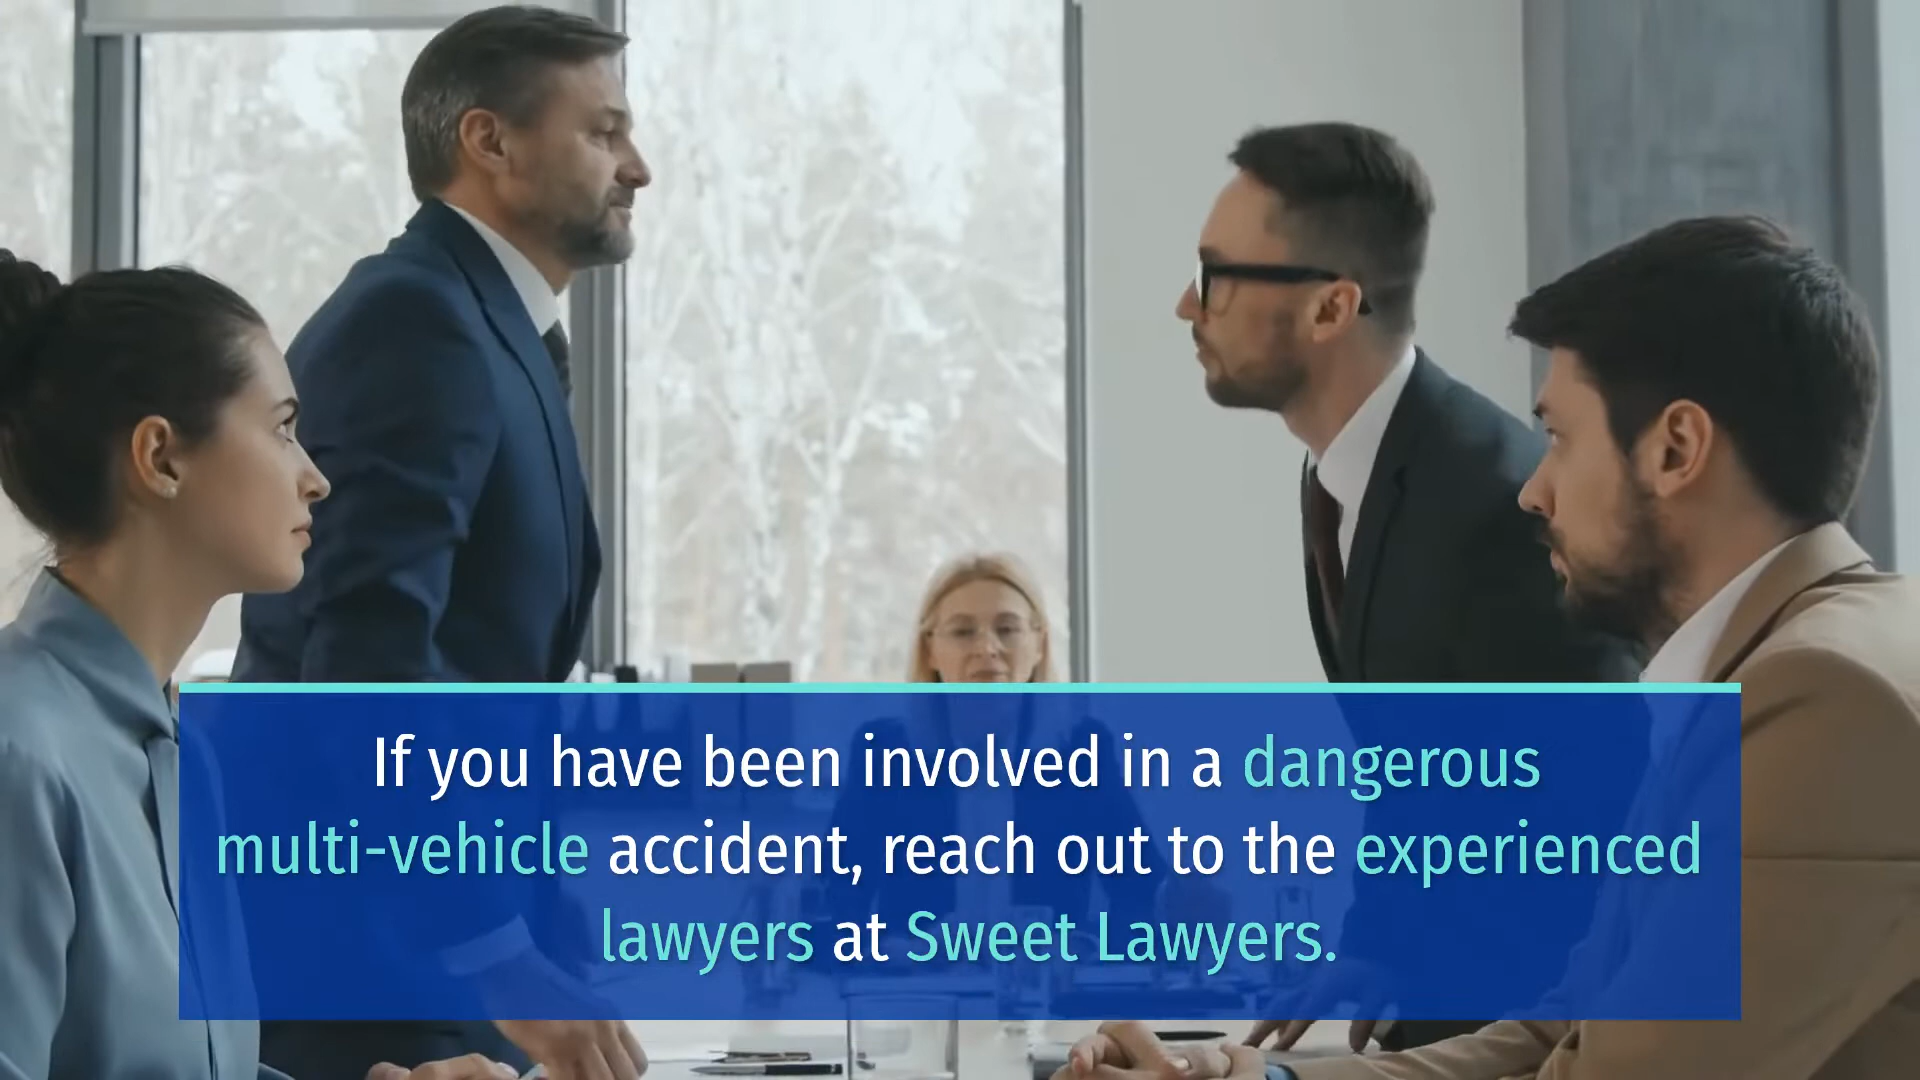 If you have been involved in a dangerous
multi-vehicle accident, reach out to the experienced
lawyers at Sweet Lawyers.